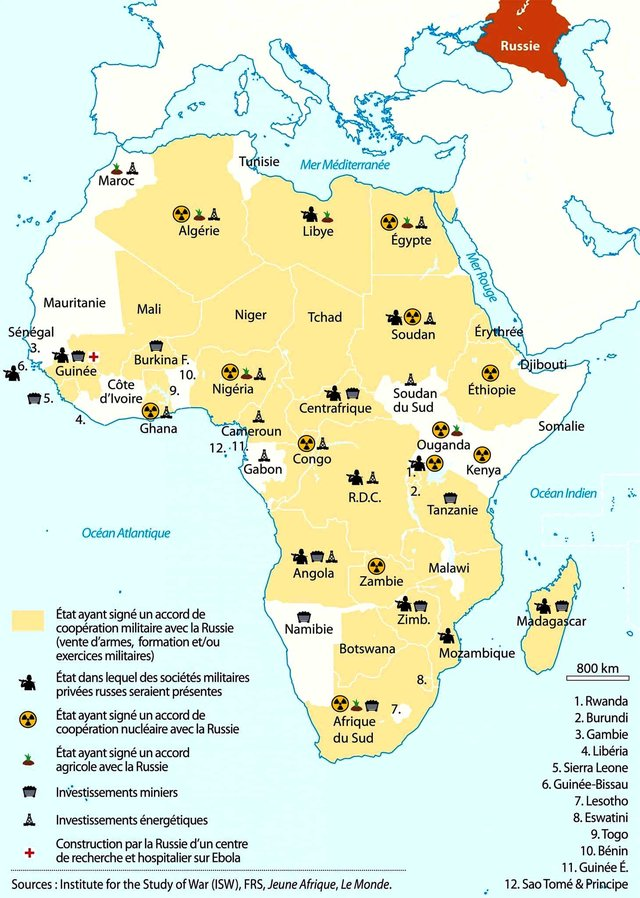 Russie
Tunisie
Mer Méditerranée
Maroc
Algérie
Libye
Égypte
Mer Rouge
Mauritanie
Mali
Niger
Tchad
Soudan
Érythrée
Sénégal
3.
6.
Guinée
Burkina F.
10.
Djibouti
5.
Côte
d'Ivoire
9.
Nigéria
Centrafrique
Soudan
du Sud
Éthiopie
4.
Ghana
Cameroun
12.
11.
Gabon
Congo
Ouganda
Somalie
1.
Kenya
R.D.C.
2.
Tanzanie
Océan Indien
Océan Atlantique
Angola
Zambie
Malawi
Namibie
Zimb.
Madagascar
Mozambique
Botswana
8.
7.
Afrique
du Sud
800 km
État ayant signé un accord de
coopération militaire avec la Russie
(vente d'armes, formation et/ou
exercices militaires)
État dans lequel des sociétés militaires
privées russes seraient présentes
État ayant signé un accord de
coopération nucléaire avec la Russie
État ayant signé un accord
agricole avec la Russie
Investissements miniers
Investissements énergétiques
Construction par la Russie d'un centre
de recherche et hospitalier sur Ebola
1. Rwanda
2. Burundi
3. Gambie
4. Libéria
5. Sierra Leone
6. Guinée-Bissau
7. Lesotho
8. Eswatini
9. Togo
10. Bénin
11. Guinée É.
12. Sao Tomé & Principe
Sources : Institute for the Study of War (ISW), FRS, Jeune Afrique, Le Monde.